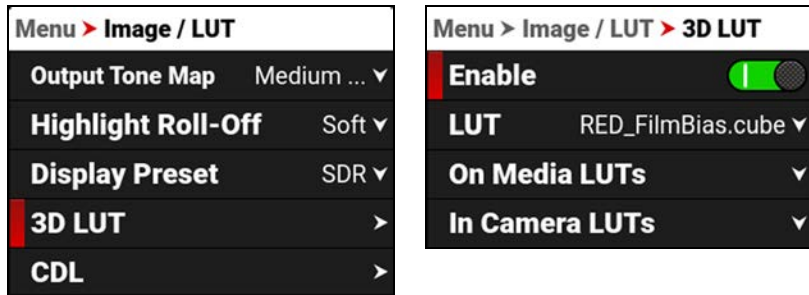 Menu > Image / LUT
Output Tone Map Medium ...
Highlight Roll-Off Soft
Display Preset SDR
3D LUT >
CDL >
Menu > Image / LUT > 3D LUT
Enable
LUT RED_FilmBias.cube
On Media LUTs
In Camera LUTs